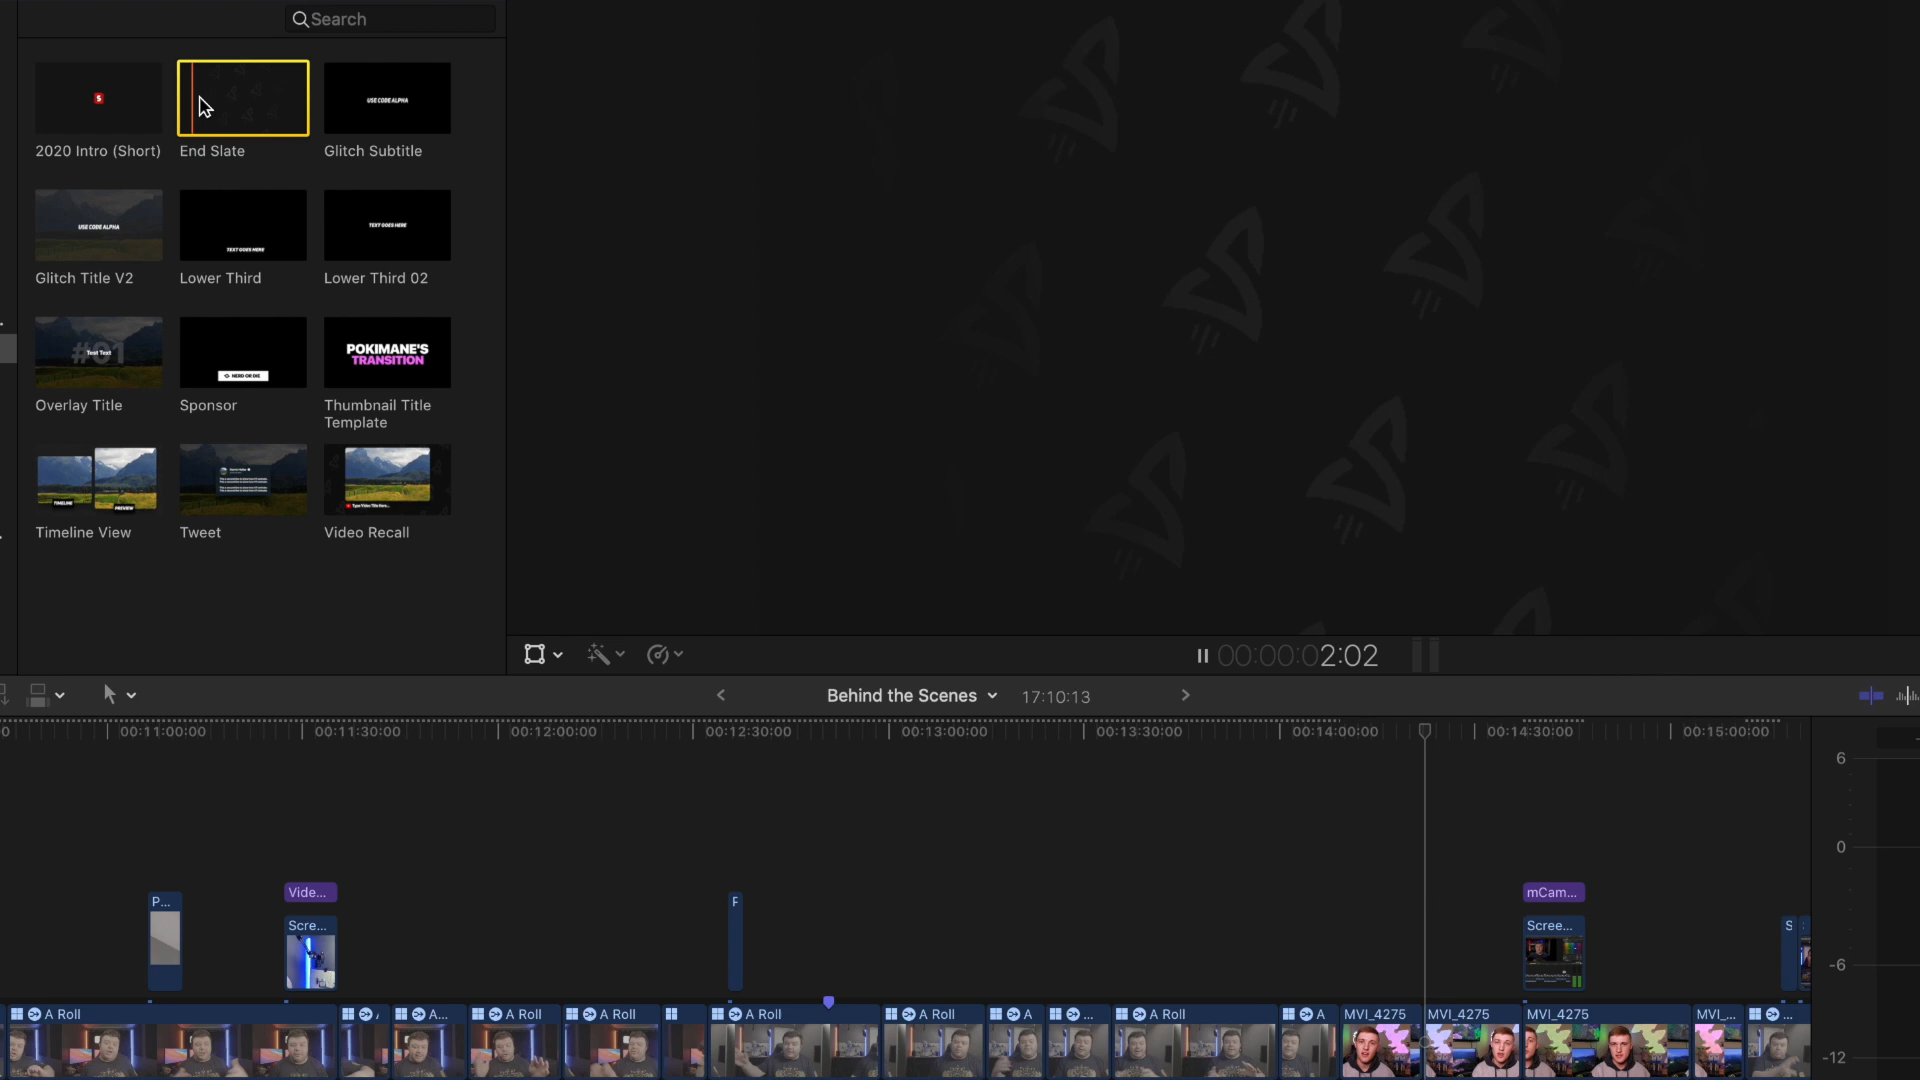 Search
S
USE CODE ALPHA
2020 Intro (Short)
End Slate
Glitch Subtitle
USE CODE ALPHA
TEXT GOES HERE
TEXT GOES HERE
Glitch Title V2
Lower Third
Lower Third 02
#01
Test Text
NERD OR DIE
POKIMANE'S
TRANSITION
Overlay Title
Sponsor
Thumbnail Title
Template
TIMELINE
PREVIEW
Type Video Title Here...
Timeline View
Tweet
Video Recall
00:00:02:02
Behind the Scenes
17:10:13
0
00:11:00:00
00:11:30:00
00:12:00:00
00:12:30:00
00:13:00:00
00:13:30:00
00:14:00:00
00:14:30:00
00:15:00:00
6
0
-6
-12
Vide...
mCam...
P...
F
Scre...
Scree...
S
A Roll
A...
A Roll
A Roll
A Roll
A Roll
A
...
A Roll
A
MVI_4275
MVI_4275
MVI_4275
MVI_...
...